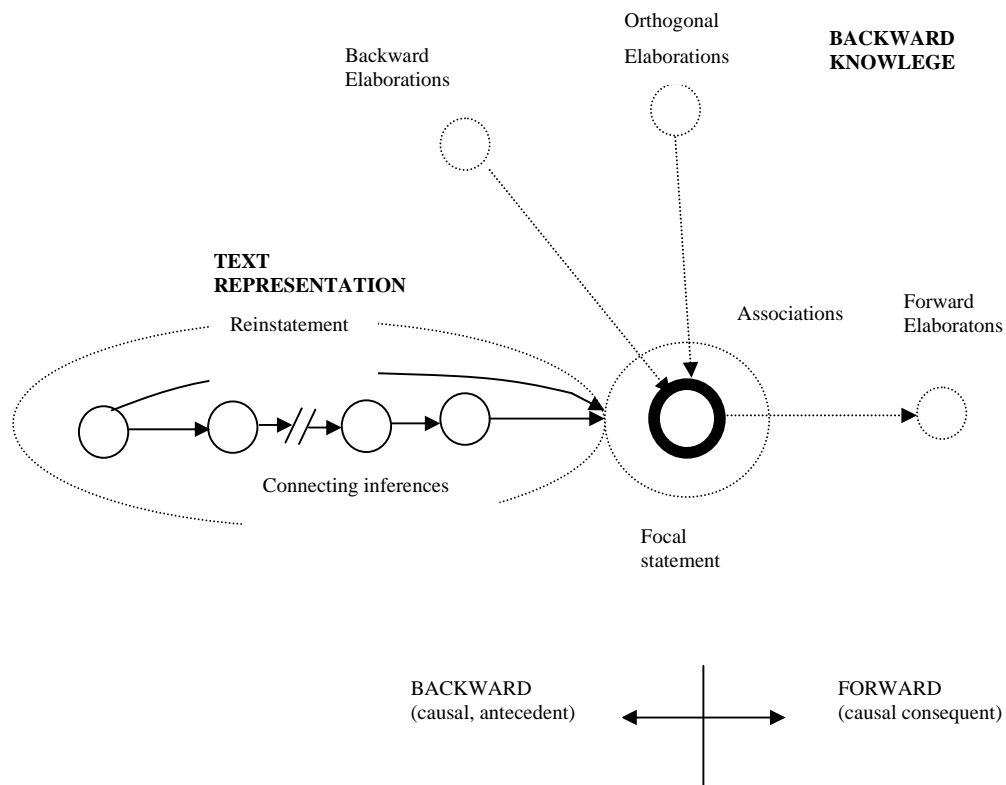 Orthogonal
Elaborations
BACKWARD
KNOWLEGE
Backward
Elaborations
TEXT
REPRESENTATION
Reinstatement
Associations
Forward
Elaboratons
Connecting inferences
Focal
statement
BACKWARD
(causal, antecedent)
FORWARD
(causal consequent)